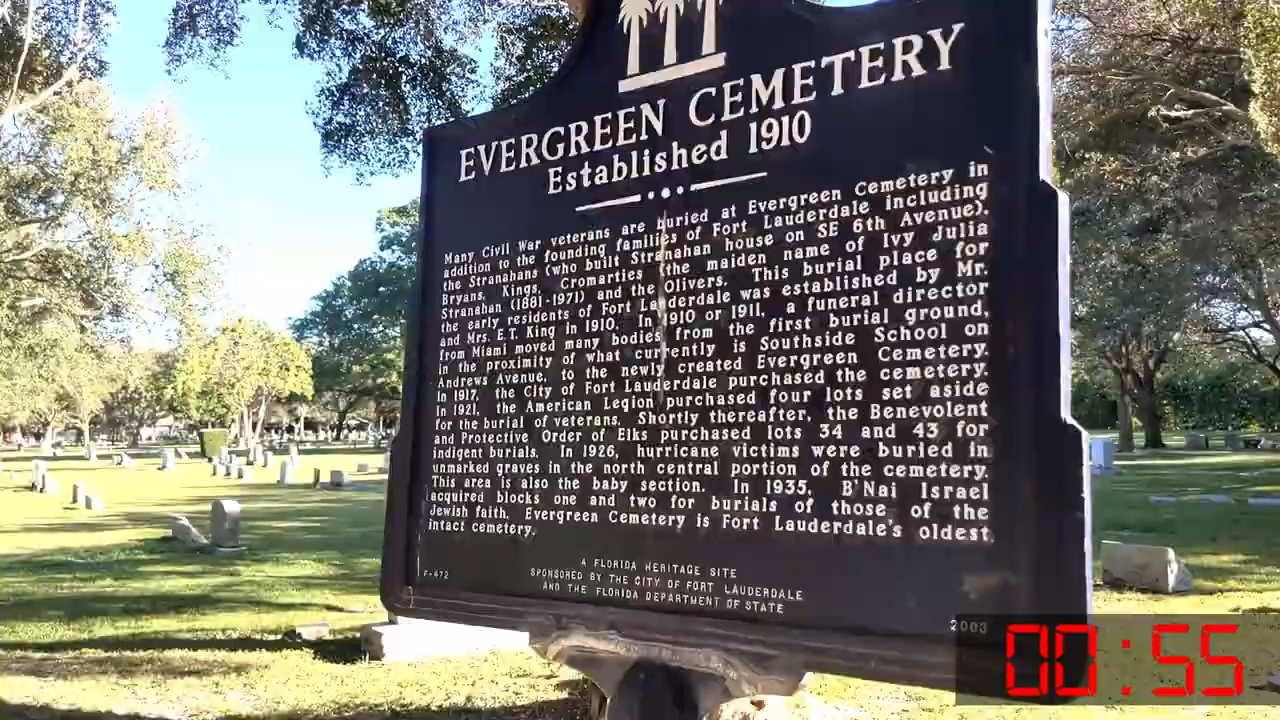 EVERGREEN CEMETERY
Established 1910
Many Civil War veterans are buried at Evergreen Cemetery in
addition to the founding families of Fort Lauderdale including
the Stranahans (who built Stranahan house on SE 6th Avenue),
Bryans, Kings, Cromarties (the maiden name of Ivy Julia
Stranahan (1881-1971) and the Olivers. This burial place for
the early residents of Fort Lauderdale was established by Mr.
and Mrs. E.T. King in 1910. In 1910 or 1911, a funeral director
from Miami moved many bodies from the first burial ground,
in the proximity of what currently is Southside School on
Andrews Avenue, to the newly created Evergreen Cemetery.
In 1917, the City of Fort Lauderdale purchased the cemetery.
In 1921, the American Legion purchased four lots set aside
for the burial of veterans. Shortly thereafter, the Benevolent
and Protective Order of Elks purchased lots 34 and 43 for
indigent burials. In 1926, hurricane victims were buried in
unmarked graves in the north central portion of the cemetery.
This area is also the baby section. In 1935, B'Nai Israel
acquired blocks one and two for burials of those of the
Jewish faith. Evergreen Cemetery is Fort Lauderdale's oldest
intact cemetery.
A FLORIDA HERITAGE SITE
SPONSORED BY THE CITY OF FORT LAUDERDALE
AND THE FLORIDA DEPARTMENT OF STATE
F-472
2003
00:55